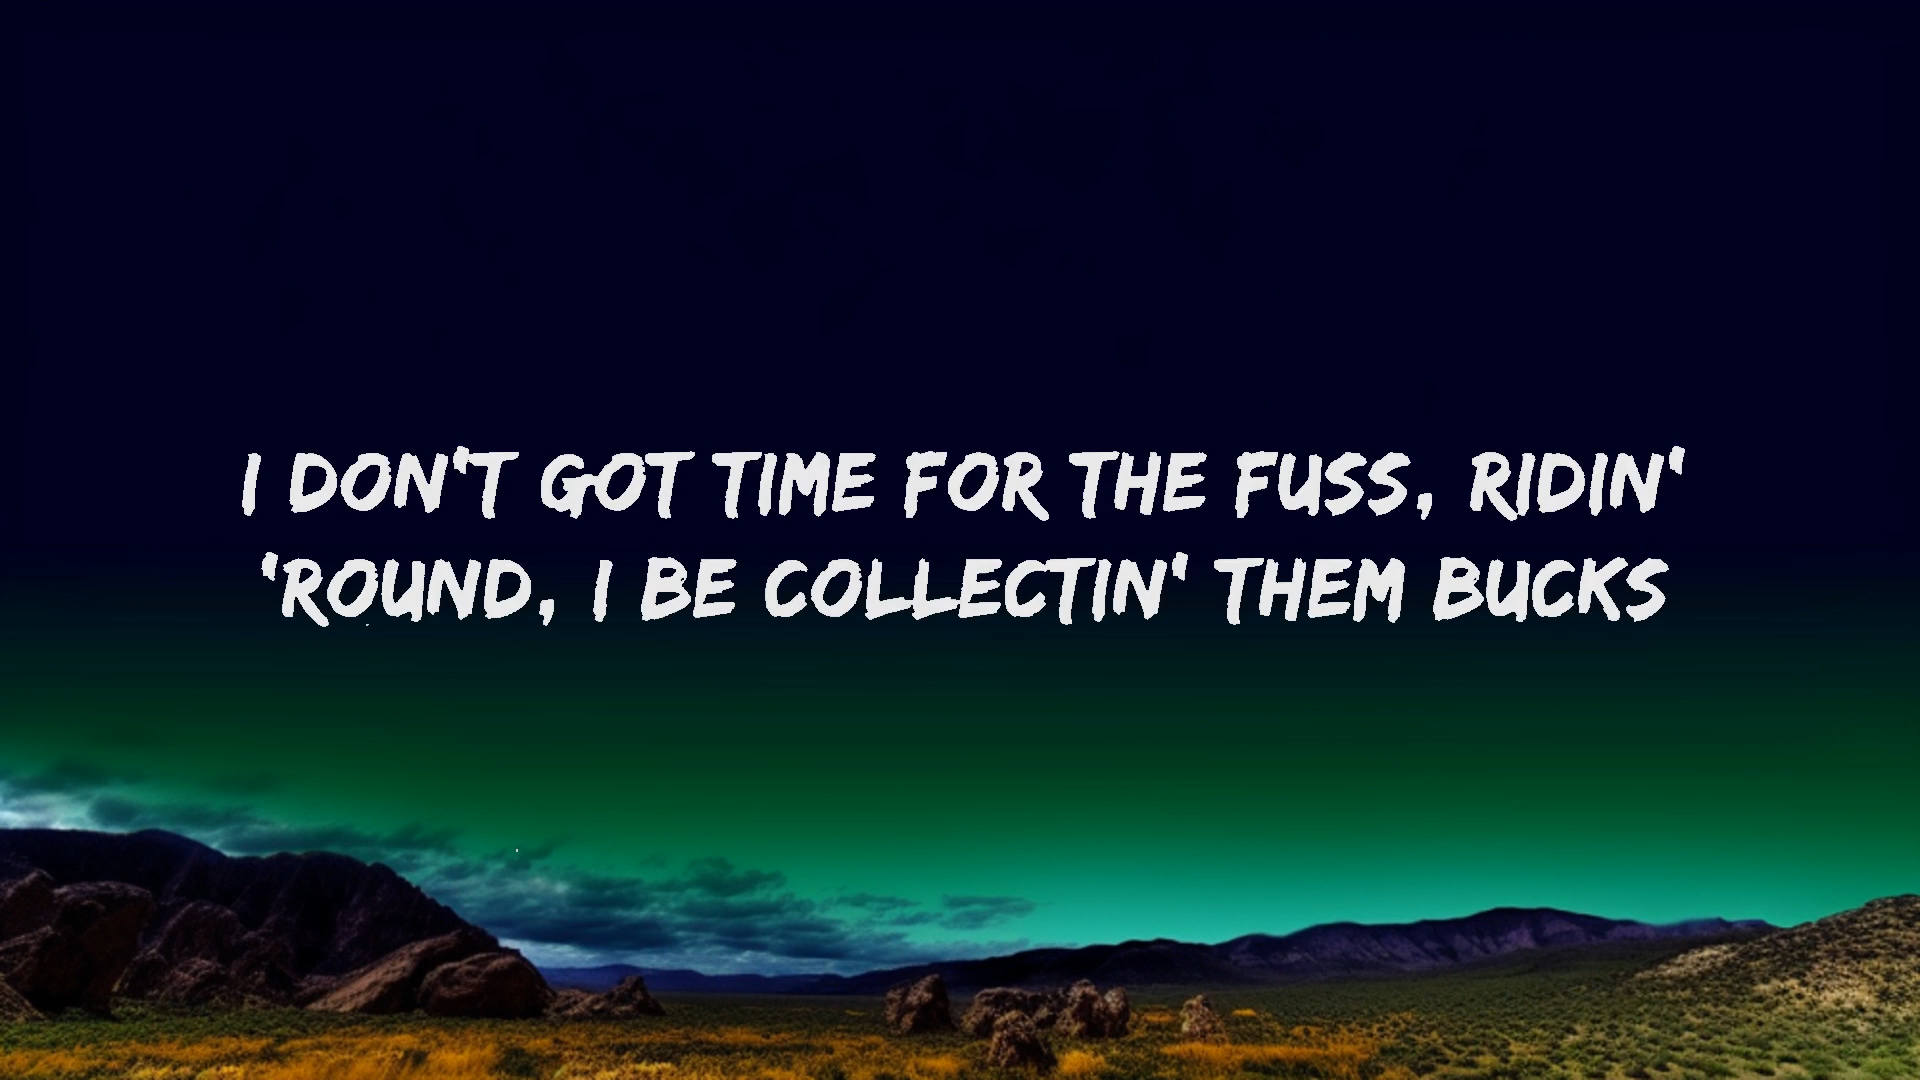 I DON'T GOT TIME FOR THE FUSS, RIDIN'
'ROUND, I BE COLLECTIN' THEM BUCKS